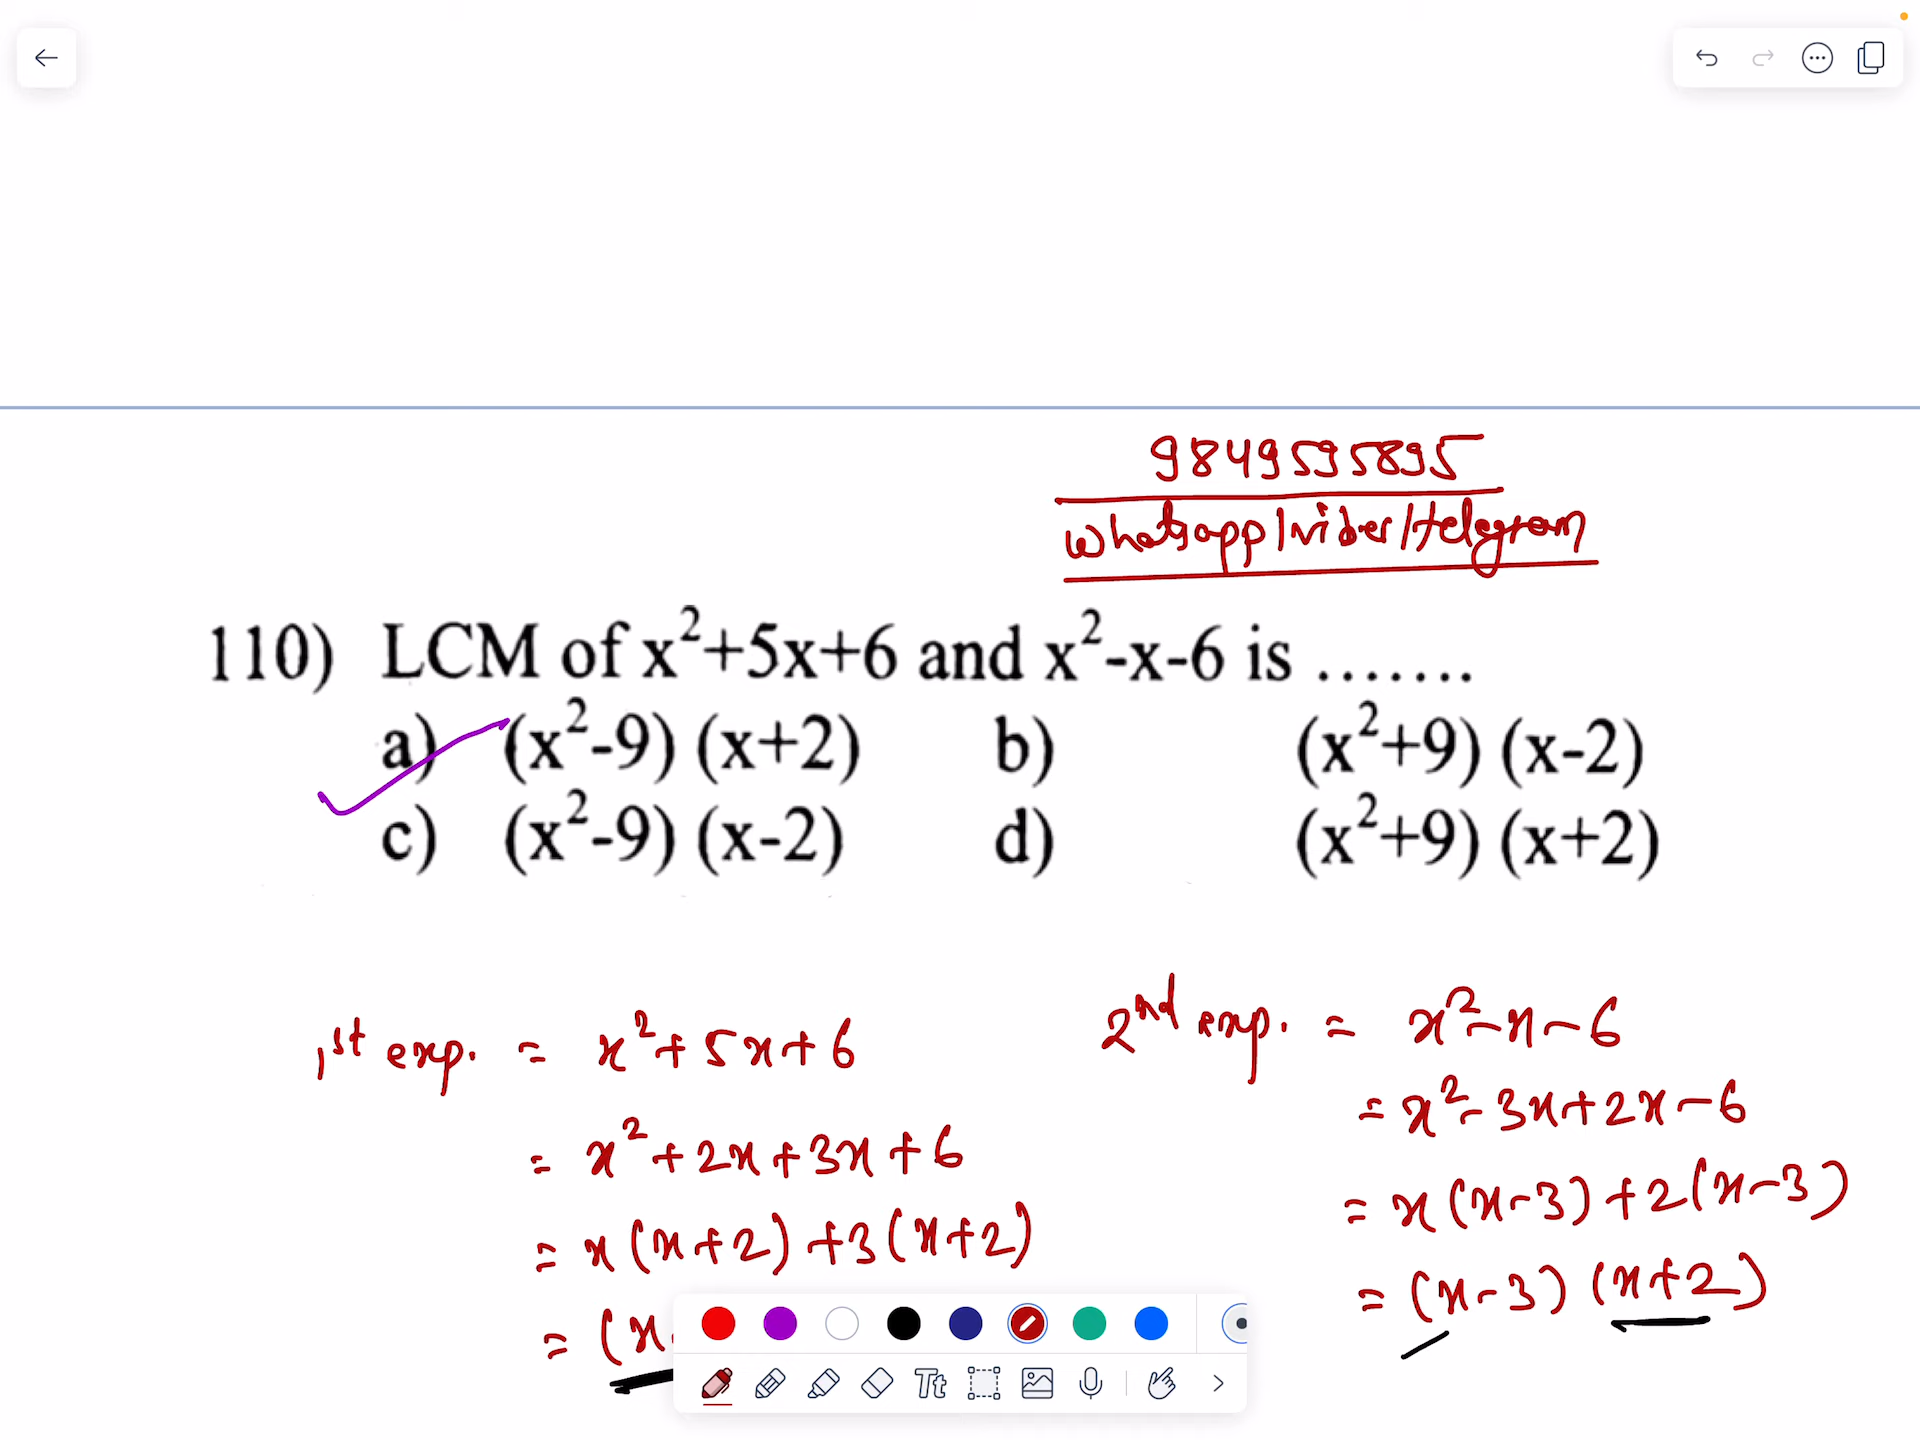 9849595895
whatsapp/viber/telegram
110) LCM of x²+5x+6 and x²-x-6 is .......
a) (x²-9) (x+2) b) (x²+9) (x-2)
c) (x²-9) (x-2) d) (x²+9) (x+2)
1st exp. = x²+5x+6
= x²+2x+3x+6
= x(x+2)+3(x+2)
= (x
2nd exp. = x²-x-6
= x²-3x+2x-6
= x(x-3)+2(x-3)
= (x-3)(x+2)
Tt